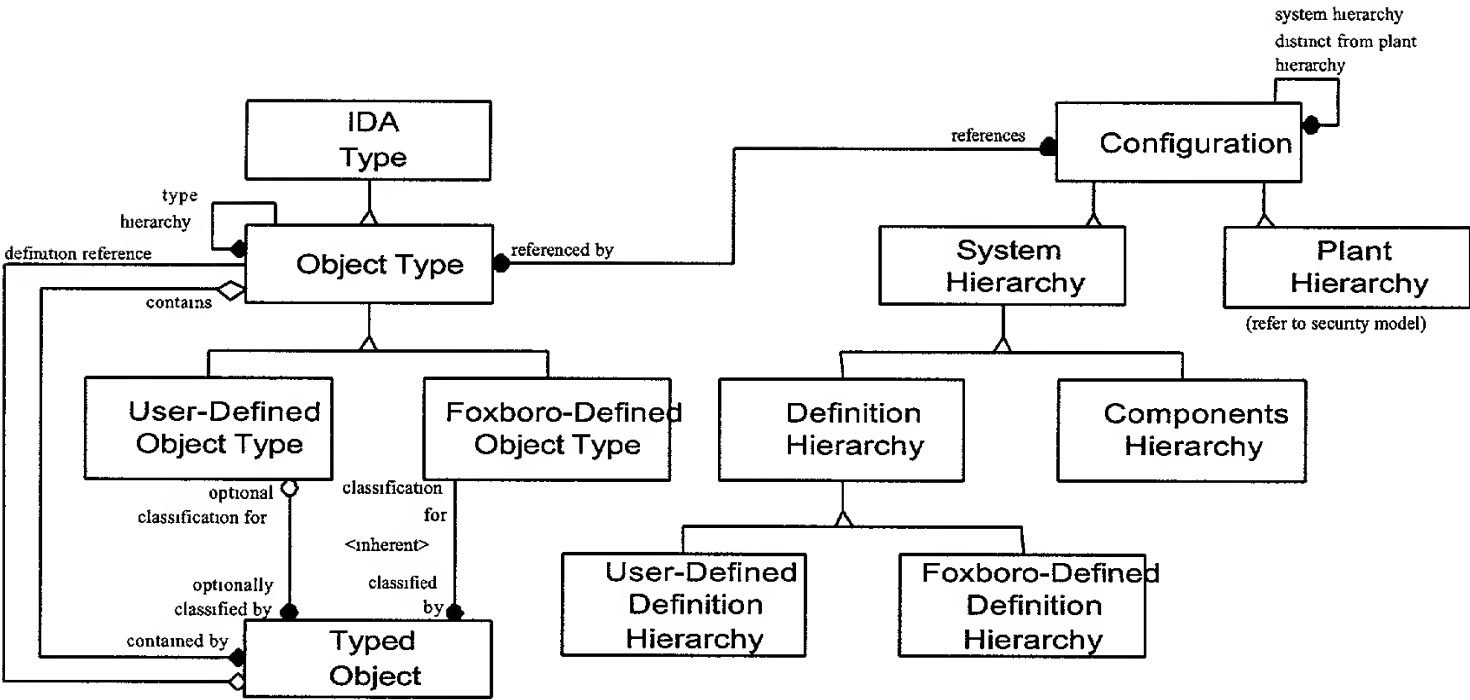 system hierarchy
distinct from plant
hierarchy
IDA
Type
references
Configuration
type
hierarchy
definition reference
Object Type
referenced by
contains
System
Hierarchy
Plant
Hierarchy
(refer to security model)
User-Defined
Object Type
Foxboro-Defined
Object Type
Definition
Hierarchy
Components
Hierarchy
optional
classification for
classification
for
<inherent>
optionally
classified by
classified
by
contained by
Typed
Object
User-Defined
Definition
Hierarchy
Foxboro-Defined
Definition
Hierarchy